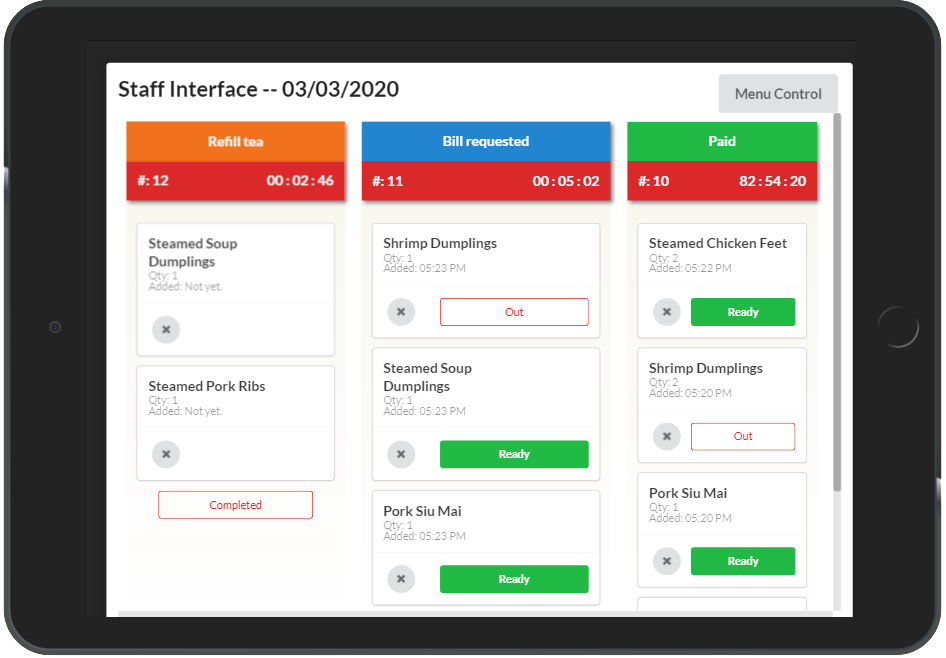 Staff Interface -- 03/03/2020
Menu Control
Refill tea
#: 12 00 : 02 : 46
Steamed Soup
Dumplings
Qty: 1
Added: Not yet.
Steamed Pork Ribs
Qty: 1
Added: Not yet.
Completed
Bill requested
#: 11 00 : 05 : 02
Shrimp Dumplings
Qty: 1
Added: 05:23 PM
Out
Steamed Soup
Dumplings
Qty: 1
Added: 05:23 PM
Ready
Pork Siu Mai
Qty: 1
Added: 05:23 PM
Ready
Paid
#: 10 82 : 54 : 20
Steamed Chicken Feet
Qty: 2
Added: 05:22 PM
Ready
Shrimp Dumplings
Qty: 2
Added: 05:20 PM
Out
Pork Siu Mai
Qty: 1
Added: 05:20 PM
Ready